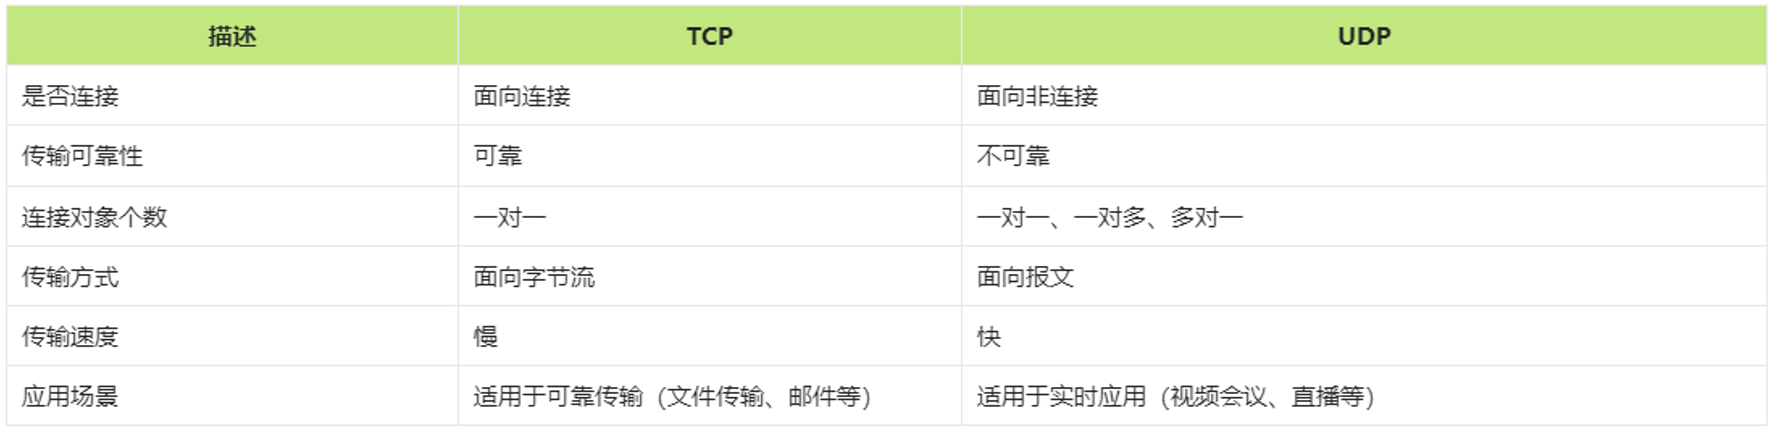 描述 TCP UDP
是否连接 面向连接 面向非连接
传输可靠性 可靠 不可靠
连接对象个数 一对一 一对一、一对多、多对一
传输方式 面向字节流 面向报文
传输速度 慢 快
应用场景 适用于可靠传输（文件传输、邮件等） 适用于实时应用（视频会议、直播等）